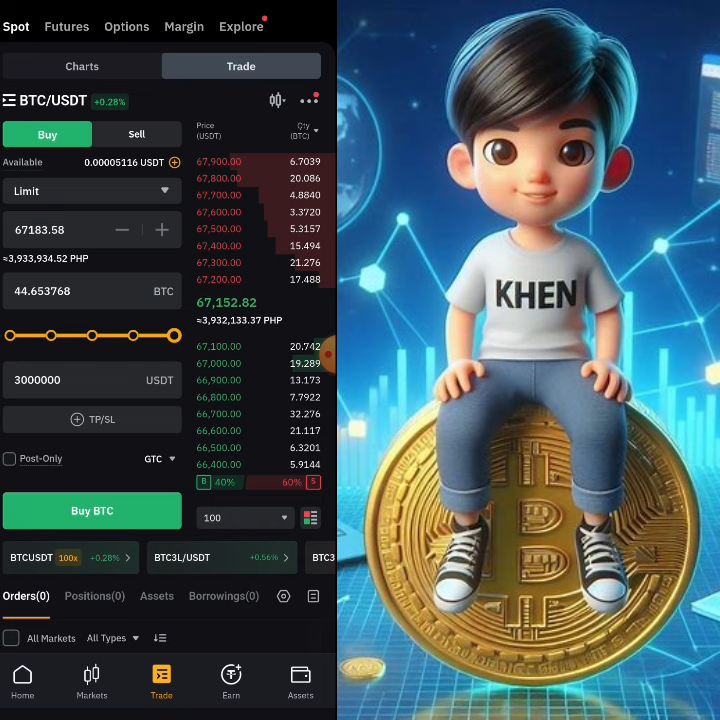 Spot Futures Options Margin Explore
Charts Trade
BTC/USDT +0.28%
Buy Sell
Available 0.00005116 USDT
Limit
67183.58
≈3,933,934.52 PHP
44.653768 BTC
3000000 USDT
TP/SL
Post-Only GTC
Buy BTC
Price Qty
(USDT) (BTC)
67,900.00 6.7039
67,800.00 20.086
67,700.00 4.8840
67,600.00 3.3720
67,500.00 5.3157
67,400.00 15.494
67,300.00 21.276
67,200.00 17.488
67,152.82
≈3,932,133.37 PHP
67,100.00 20.742
67,000.00 19.289
66,900.00 13.173
66,800.00 7.7922
66,700.00 32.276
66,600.00 21.117
66,500.00 6.3201
66,400.00 5.9144
B 40% 60% S
100
BTCUSDT 100x +0.28% BTC3L/USDT +0.56% BTC3
Orders(0) Positions(0) Assets Borrowings(0)
All Markets All Types
Home Markets Trade Earn Assets
KHEN